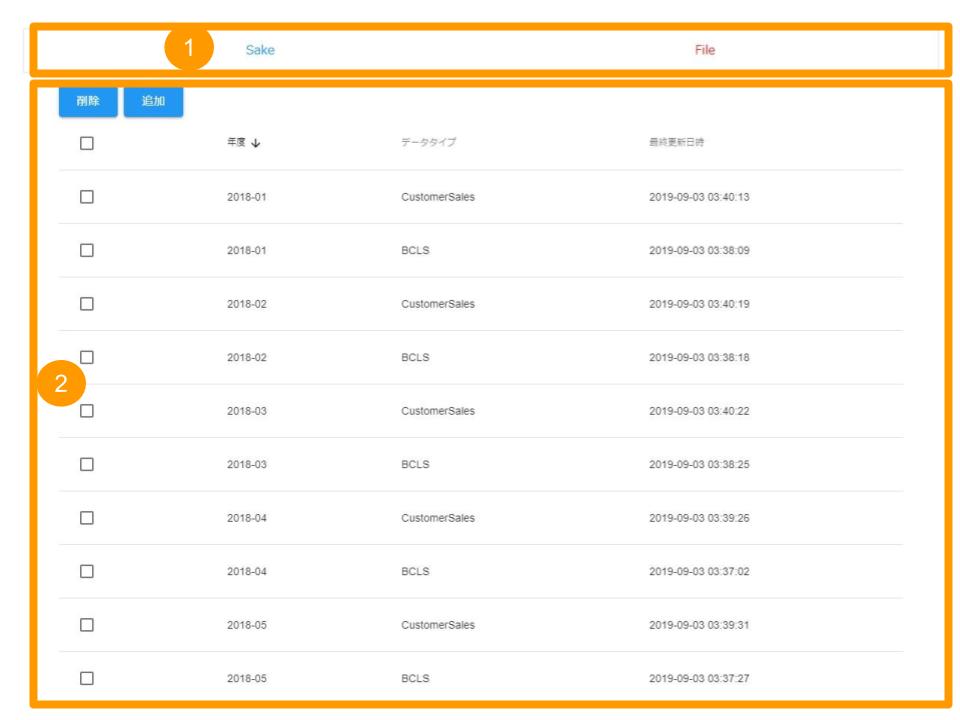 1 Sake File
削除 追加
年度 ↓ データタイプ 最終更新日時
2018-01 CustomerSales 2019-09-03 03:40:13
2018-01 BCLS 2019-09-03 03:38:09
2018-02 CustomerSales 2019-09-03 03:40:19
2018-02 BCLS 2019-09-03 03:38:18
2
2018-03 CustomerSales 2019-09-03 03:40:22
2018-03 BCLS 2019-09-03 03:38:25
2018-04 CustomerSales 2019-09-03 03:39:26
2018-04 BCLS 2019-09-03 03:37:02
2018-05 CustomerSales 2019-09-03 03:39:31
2018-05 BCLS 2019-09-03 03:37:27